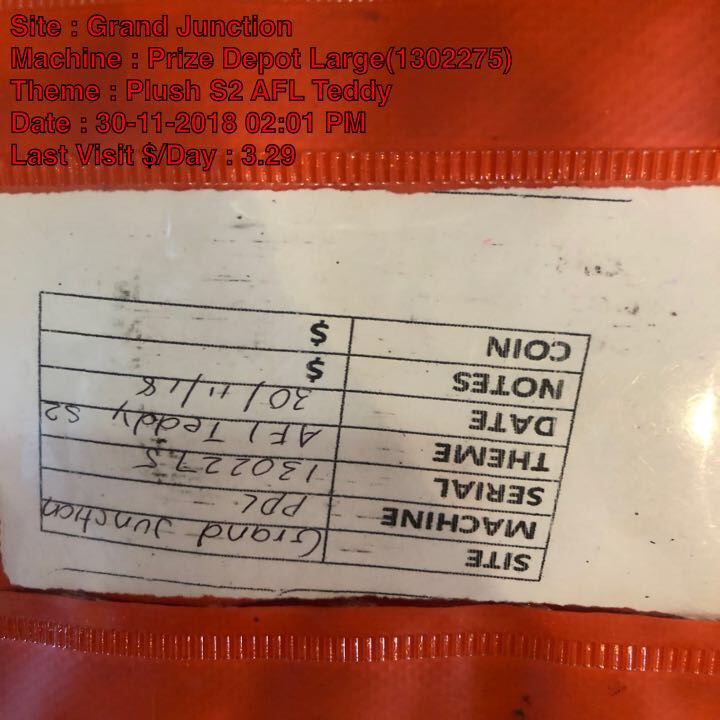 Site : Grand Junction
Machine : Prize Depot Large(1302275)
Theme : Plush S2 AFL Teddy
Date : 30-11-2018 02:01 PM
Last Visit $/Day : 3.29
SITE Grand Junction
MACHINE PDL
SERIAL 1302275
THEME AFl Teddy S2
DATE 30/11/18
NOTES $
COIN $